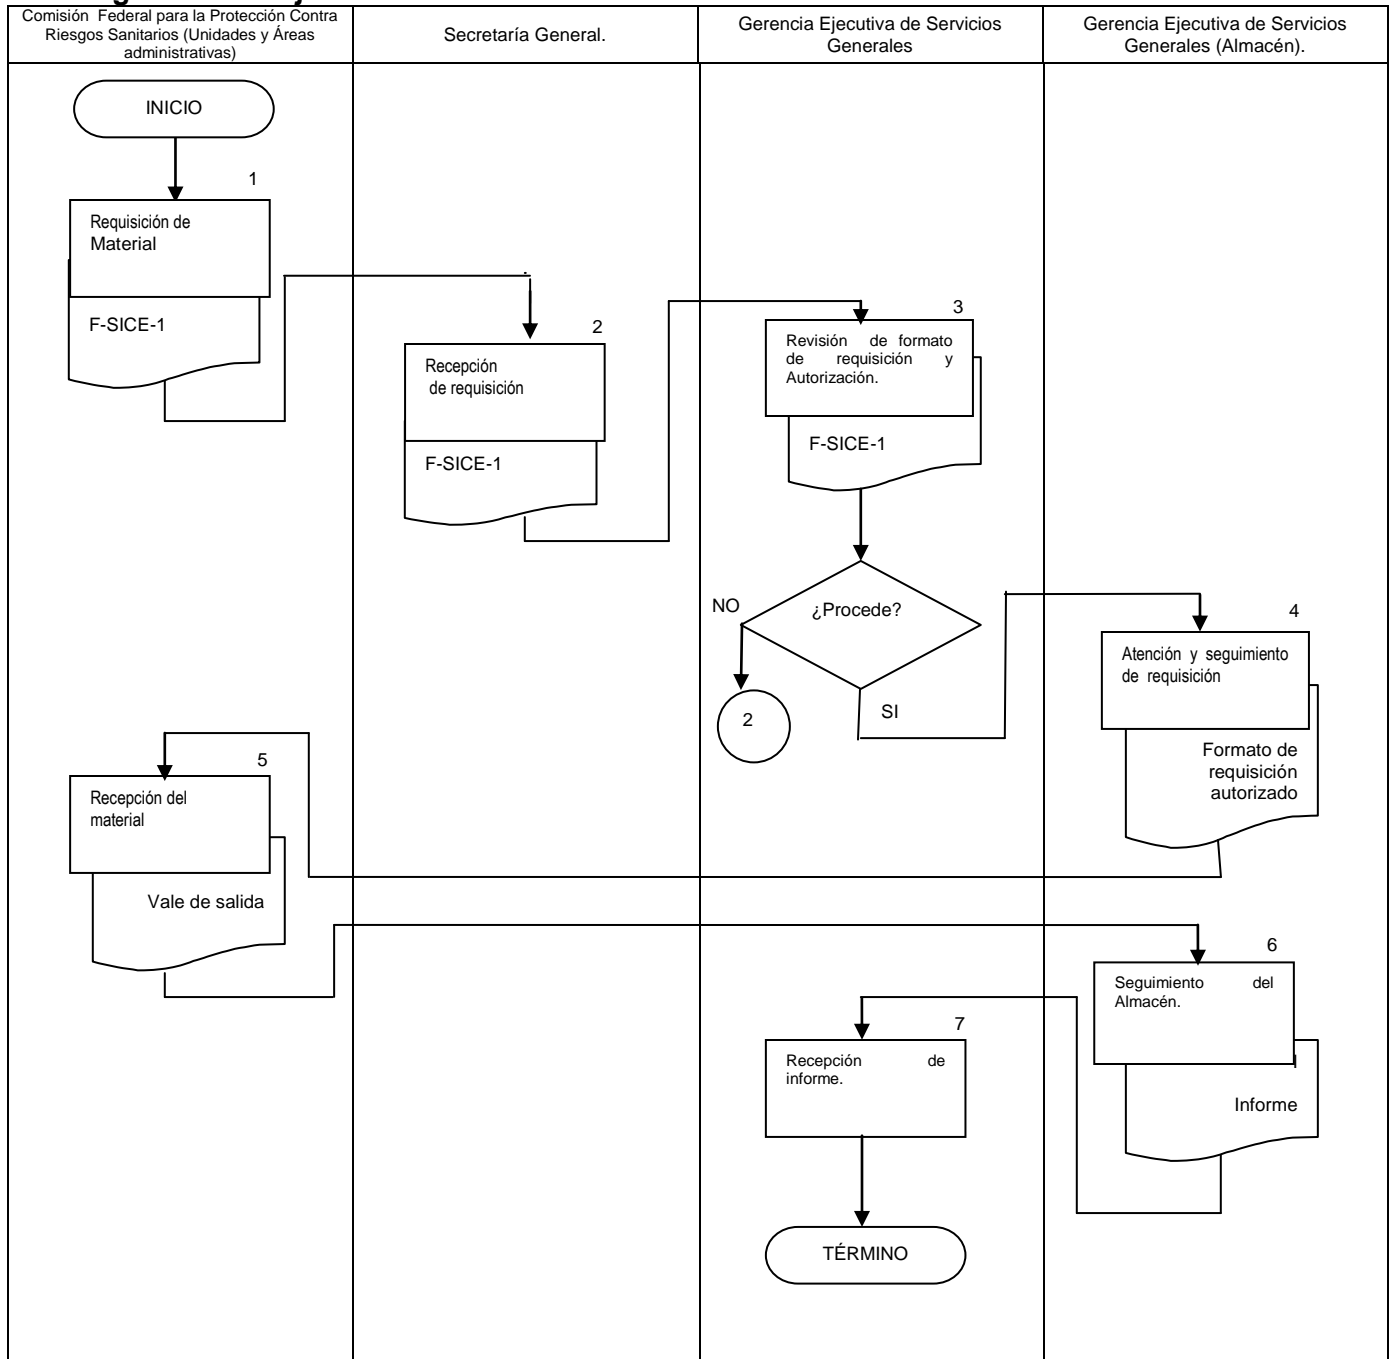 Comisión Federal para la Protección Contra
Riesgos Sanitarios (Unidades y Áreas
administrativas)
Secretaría General.
Gerencia Ejecutiva de Servicios
Generales
Gerencia Ejecutiva de Servicios
Generales (Almacén).
INICIO
1
Requisición de
Material
F-SICE-1
2
Recepción
de requisición
F-SICE-1
3
Revisión de formato
de requisición y
Autorización.
F-SICE-1
¿Procede?
NO
2
SI
4
Atención y seguimiento
de requisición
Formato de
requisición
autorizado
5
Recepción del
material
Vale de salida
6
Seguimiento del
Almacén.
Informe
7
Recepción de
informe.
TÉRMINO